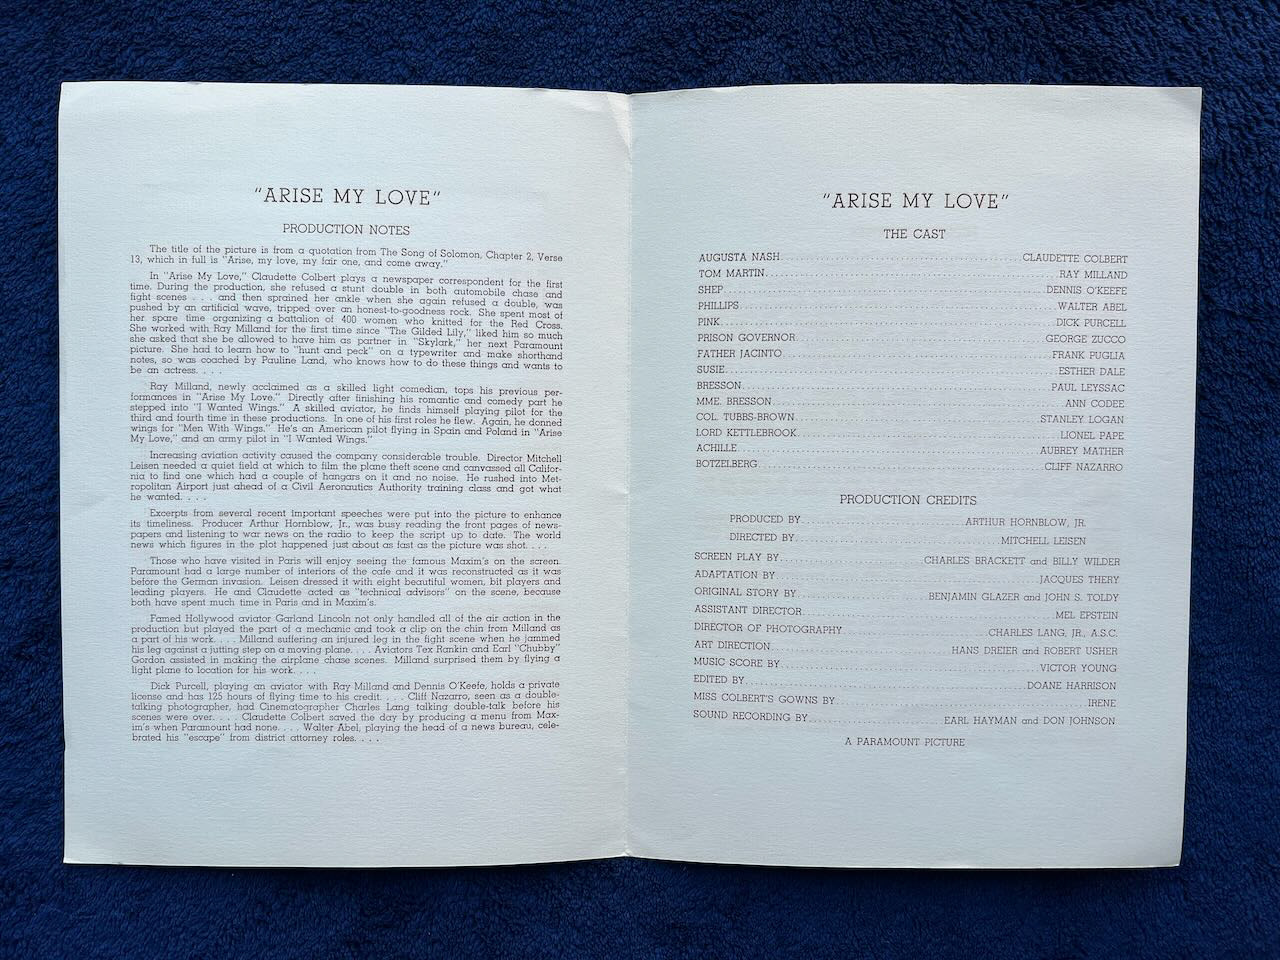 "ARISE MY LOVE"
PRODUCTION NOTES
The title of the picture is from a quotation from The Song of Solomon, Chapter 2, Verse
13, which in full is "Arise, my love, my fair one, and come away."
In "Arise My Love," Claudette Colbert plays a newspaper correspondent for the first
time. During the production, she refused a stunt double in both automobile chase and
fight scenes . . . and then sprained her ankle when she again refused a double, was
pushed by an artificial wave, tripped over an honest-to-goodness rock. She spent most of
her spare time organizing a battalion of 400 women who knitted for the Red Cross.
She worked with Ray Milland for the first time since "The Gilded Lily," liked him so much
she asked that she be allowed to have him as partner in "Skylark," her next Paramount
picture. She had to learn how to "hunt and peck" on a typewriter and make shorthand
notes, so was coached by Pauline Land, who knows how to do these things and wants to
be an actress. . . .
Ray Milland, newly acclaimed as a skilled light comedian, tops his previous per-
formances in "Arise My Love." Directly after finishing his romantic and comedy part he
stepped into "I Wanted Wings." A skilled aviator, he finds himself playing pilot for the
third and fourth time in these productions. In one of his first roles he flew. Again, he donned
wings for "Men With Wings." He's an American pilot flying in Spain and Poland in "Arise
My Love," and an army pilot in "I Wanted Wings."
Increasing aviation activity caused the company considerable trouble. Director Mitchell
Leisen needed a quiet field at which to film the plane theft scene and canvassed all Califor-
nia to find one which had a couple of hangars on it and no noise. He rushed into Met-
ropolitan Airport just ahead of a Civil Aeronautics Authority training class and got what
he wanted. . . .
Excerpts from several recent important speeches were put into the picture to enhance
its timeliness. Producer Arthur Hornblow, Jr., was busy reading the front pages of news-
papers and listening to war news on the radio to keep the script up to date. The world
news which figures in the plot happened just about as fast as the picture was shot. . . .
Those who have visited in Paris will enjoy seeing the famous Maxim's on the screen.
Paramount had a large number of interiors of the cafe and it was reconstructed as it was
before the German invasion. Leisen dressed it with eight beautiful women, bit players and
leading players. He and Claudette acted as "technical advisors" on the scene, because
both have spent much time in Paris and in Maxim's.
Famed Hollywood aviator Garland Lincoln not only handled all of the air action in the
production but played the part of a mechanic and took a clip on the chin from Milland as
a part of his work. . . . Milland suffering an injured leg in the fight scene when he jammed
his leg against a jutting step on a moving plane. . . . Aviators Tex Rankin and Earl "Chubby"
Gordon assisted in making the airplane chase scenes. Milland surprised them by flying a
light plane to location for his work. . . .
Dick Purcell, playing an aviator with Ray Milland and Dennis O'Keefe, holds a private
license and has 125 hours of flying time to his credit. . . . Cliff Nazarro, seen as a double-
talking photographer, had Cinematographer Charles Lang talking double-talk before his
scenes were over. . . . Claudette Colbert saved the day by producing a menu from Max-
im's when Paramount had none. . . . Walter Abel, playing the head of a news bureau, cele-
brated his "escape" from district attorney roles. . . .
"ARISE MY LOVE"
THE CAST
AUGUSTA NASH CLAUDETTE COLBERT
TOM MARTIN RAY MILLAND
SHEP DENNIS O'KEEFE
PHILLIPS WALTER ABEL
PINK DICK PURCELL
PRISON GOVERNOR GEORGE ZUCCO
FATHER JACINTO FRANK PUGLIA
SUSIE ESTHER DALE
BRESSON PAUL LEYSSAC
MME. BRESSON ANN CODEE
COL. TUBBS-BROWN STANLEY LOGAN
LORD KETTLEBROOK LIONEL PAPE
ACHILLE AUBREY MATHER
BOTZELBERG CLIFF NAZARRO
PRODUCTION CREDITS
PRODUCED BY ARTHUR HORNBLOW, JR.
DIRECTED BY MITCHELL LEISEN
SCREEN PLAY BY CHARLES BRACKETT and BILLY WILDER
ADAPTATION BY JACQUES THERY
ORIGINAL STORY BY BENJAMIN GLAZER and JOHN S. TOLDY
ASSISTANT DIRECTOR MEL EPSTEIN
DIRECTOR OF PHOTOGRAPHY CHARLES LANG, JR., A.S.C.
ART DIRECTION HANS DREIER and ROBERT USHER
MUSIC SCORE BY VICTOR YOUNG
EDITED BY DOANE HARRISON
MISS COLBERT'S GOWNS BY IRENE
SOUND RECORDING BY EARL HAYMAN and DON JOHNSON
A PARAMOUNT PICTURE